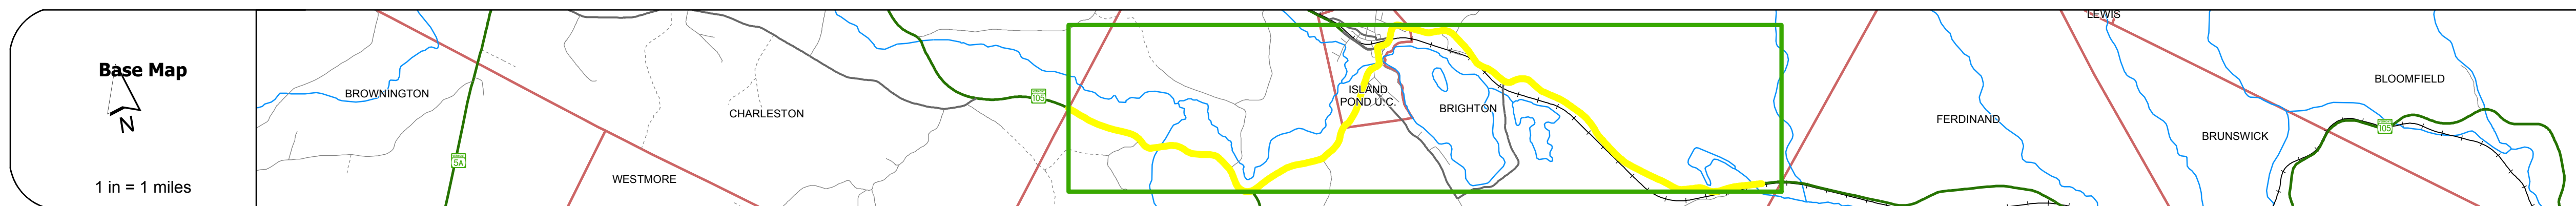 Base Map
N
1 in = 1 miles
BROWNINGTON
5A
WESTMORE
CHARLESTON
105
ISLAND
POND U.C.
BRIGHTON
FERDINAND
LEWIS
BRUNSWICK
105
BLOOMFIELD